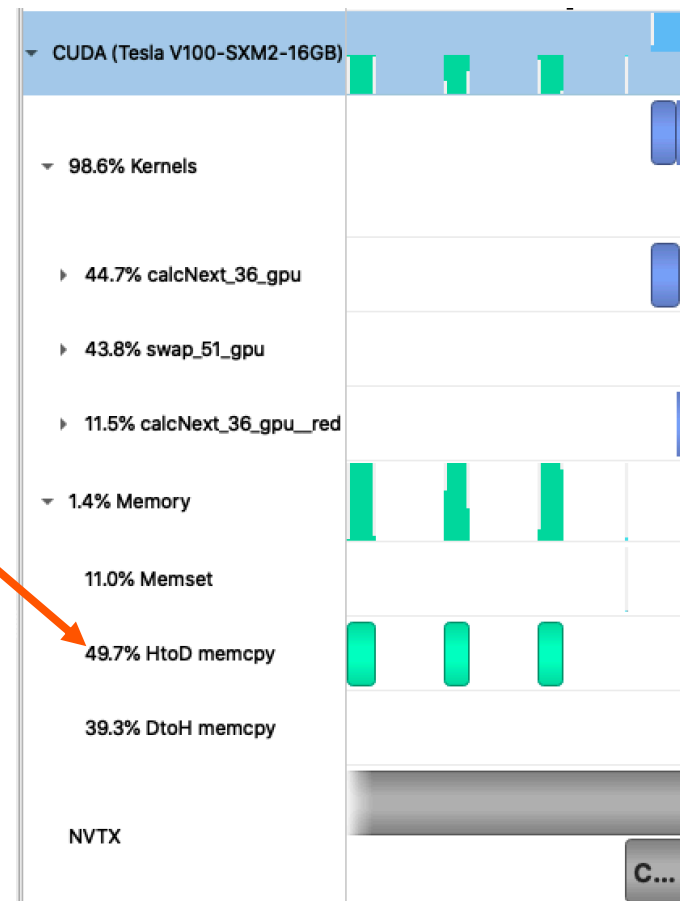 CUDA (Tesla V100-SXM2-16GB)
98.6% Kernels
44.7% calcNext_36_gpu
43.8% swap_51_gpu
11.5% calcNext_36_gpu__red
1.4% Memory
11.0% Memset
49.7% HtoD memcpy
39.3% DtoH memcpy
NVTX
C...